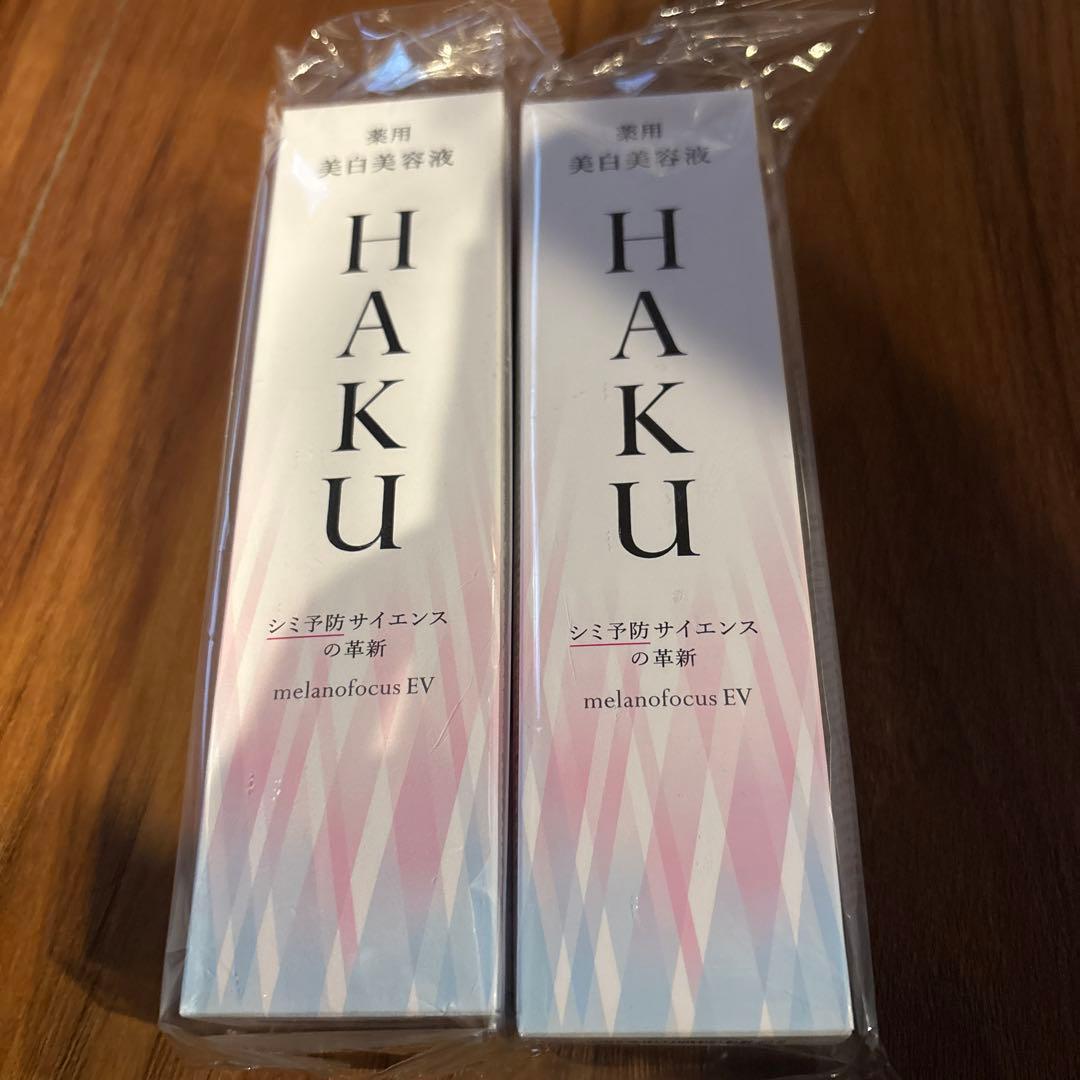 薬用
美白美容液
HAKU
シミ予防サイエンス
の革新
melanofocus EV
薬用
美白美容液
HAKU
シミ予防サイエンス
の革新
melanofocus EV